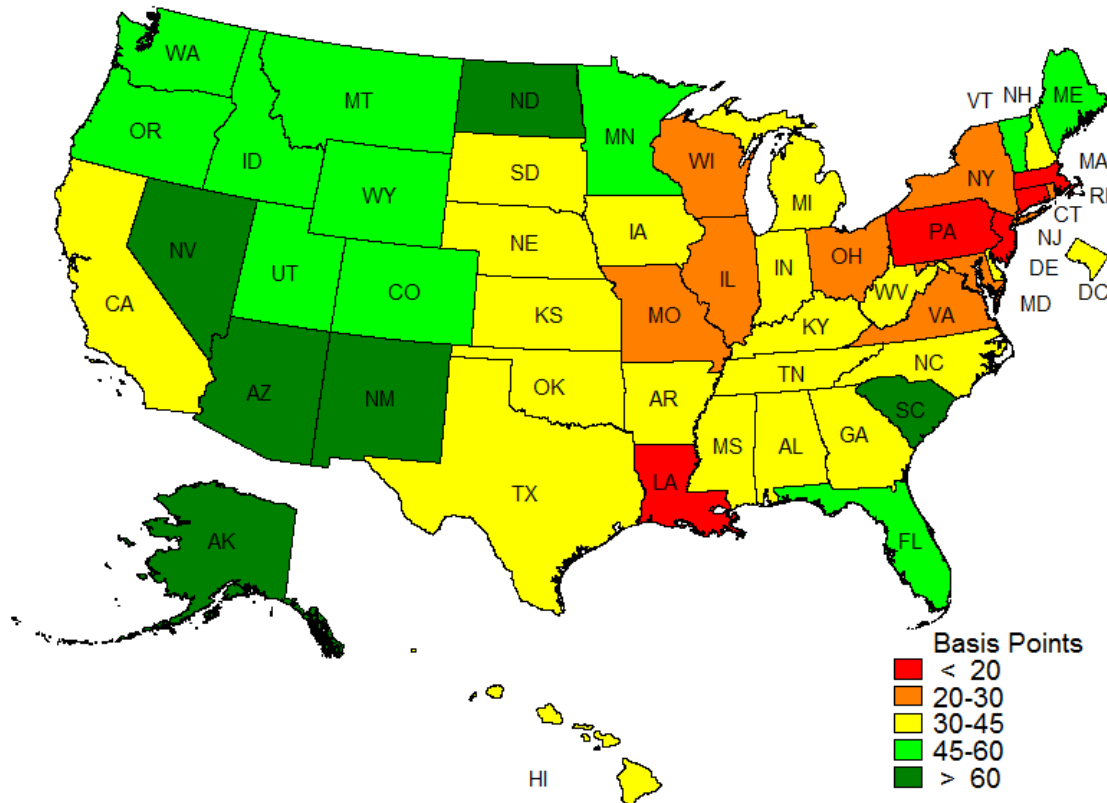 WA
MT
ND
MN
VT
NH
ME
OR
ID
WY
SD
WI
MI
NY
MA
RI
CT
NV
UT
CO
NE
IA
PA
NJ
CA
KS
MO
IL
IN
OH
WV
VA
DE
DC
MD
KY
AZ
NM
OK
AR
TN
NC
SC
TX
LA
MS
AL
GA
FL
AK
HI
Basis Points
< 20
20-30
30-45
45-60
> 60